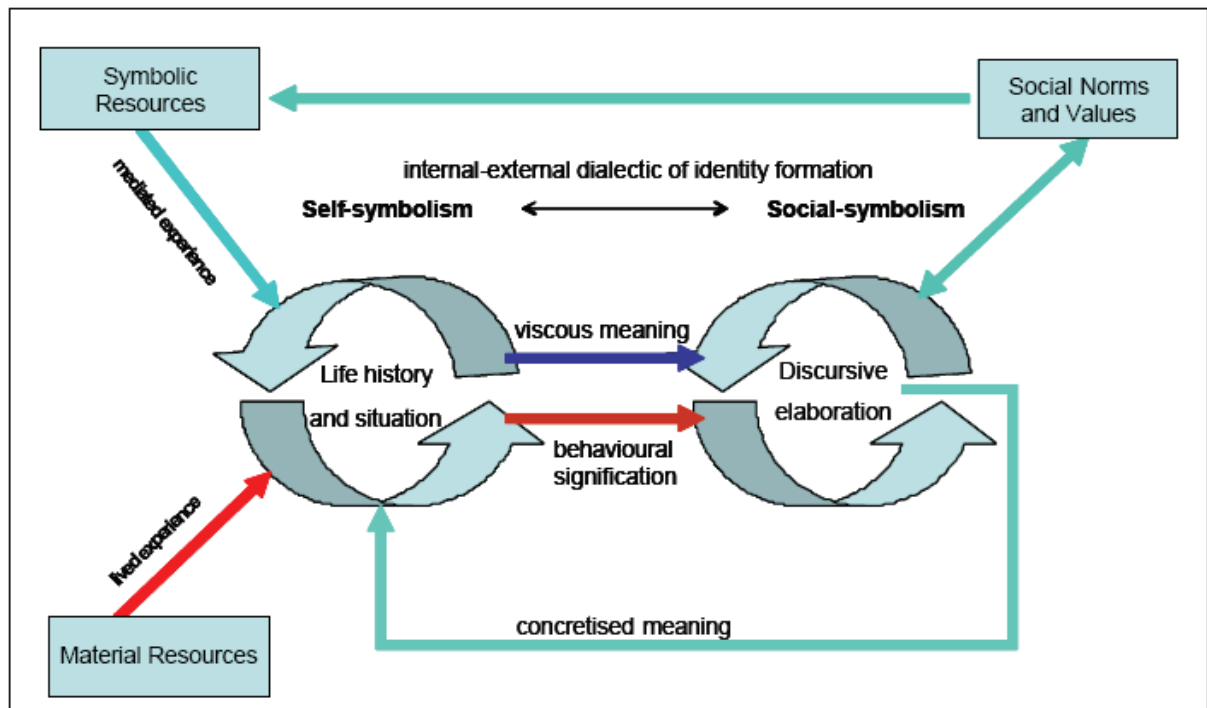 Symbolic
Resources
Social Norms
and Values
mediated experience
internal-external dialectic of identity formation
Self-symbolism
Social-symbolism
viscous meaning
Life history
and situation
Discursive
elaboration
behavioural
signification
lived experience
concretised meaning
Material Resources